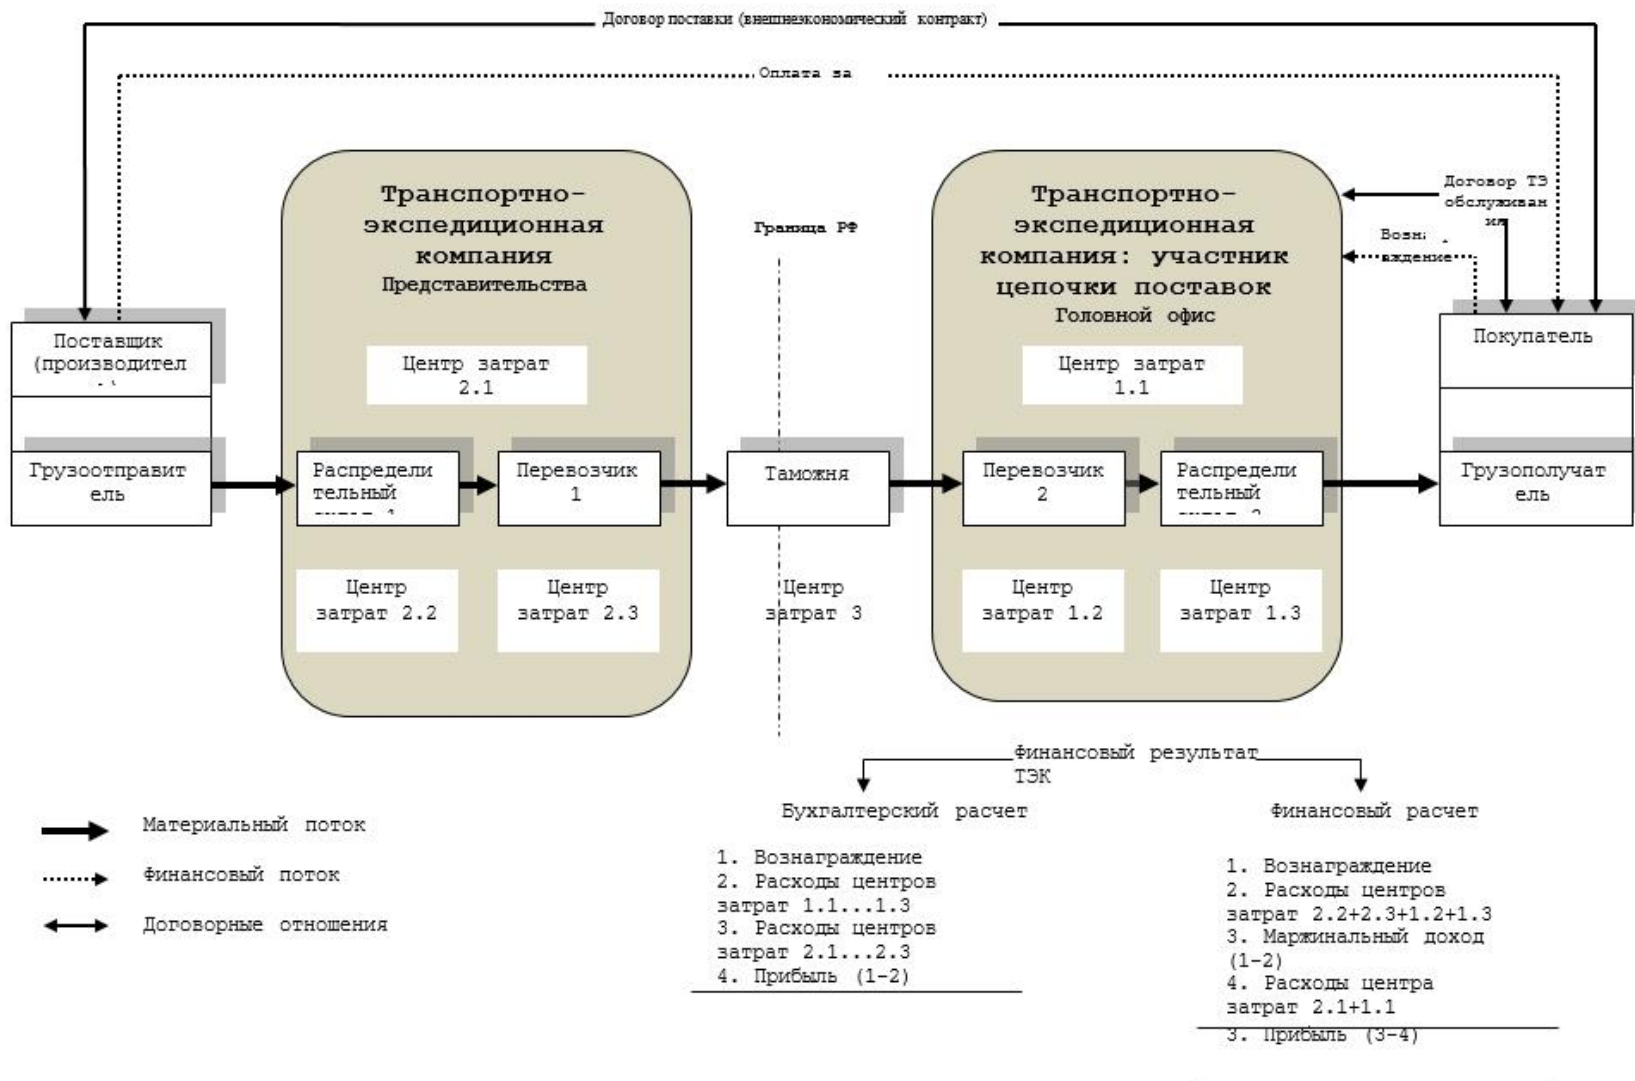 Договор поставки (внешнеэкономический контракт)
Оплата за
Транспортно-
экспедиционная
компания
Представительства
Центр затрат
2.1
Граница РФ
Транспортно-
экспедиционная
компания: участник
цепочки поставок
Головной офис
Центр затрат
1.1
Договор ТЭ
обслуживан
ия
аждение
Поставщик
(производител
Покупатель
Грузоотправит
ель
Распредели
тельный
Перевозчик
1
Таможня
Перевозчик
2
Распредели
тельный
Грузополучат
ель
Центр
затрат 2.2
Центр
затрат 2.3
Центр
затрат 3
Центр
затрат 1.2
Центр
затрат 1.3
Финансовый результат
ТЭК
Бухгалтерский расчет
Финансовый расчет
Материальный поток
Финансовый поток
Договорные отношения
1. Вознаграждение
2. Расходы центров
затрат 1.1...1.3
3. Расходы центров
затрат 2.1...2.3
4. Прибыль (1-2)
1. Вознаграждение
2. Расходы центров
затрат 2.2+2.3+1.2+1.3
3. Маржинальный доход
(1-2)
4. Расходы центра
затрат 2.1+1.1
3. Прибыль (3-4)